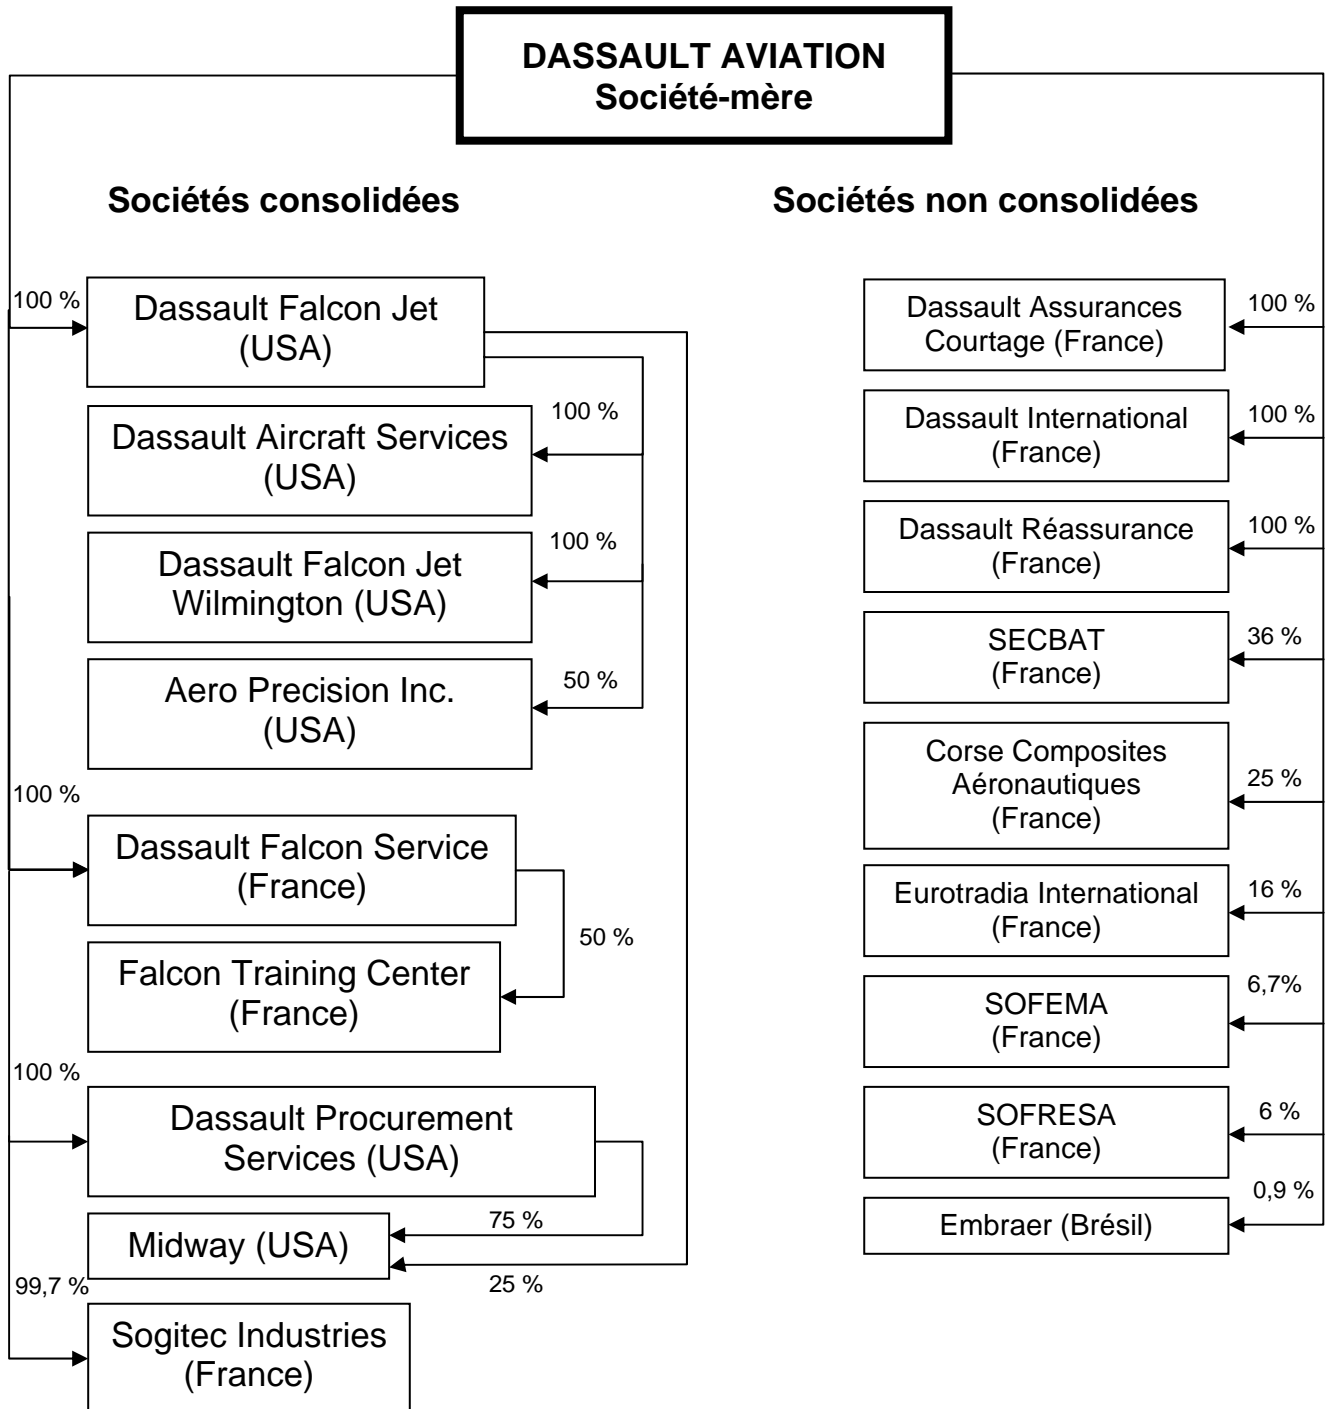 DASSAULT AVIATION
Société-mère
Sociétés consolidées
Sociétés non consolidées
100 %
Dassault Falcon Jet
(USA)
100 %
Dassault Aircraft Services
(USA)
100 %
Dassault Falcon Jet
Wilmington (USA)
50 %
Aero Precision Inc.
(USA)
100 %
Dassault Falcon Service
(France)
50 %
Falcon Training Center
(France)
100 %
Dassault Procurement
Services (USA)
75 %
Midway (USA)
25 %
99,7 %
Sogitec Industries
(France)
Dassault Assurances
Courtage (France)
100 %
Dassault International
(France)
100 %
Dassault Réassurance
(France)
100 %
SECBAT
(France)
36 %
Corse Composites
Aéronautiques
(France)
25 %
Eurotradia International
(France)
16 %
SOFEMA
(France)
6,7%
SOFRESA
(France)
6 %
Embraer (Brésil)
0,9 %